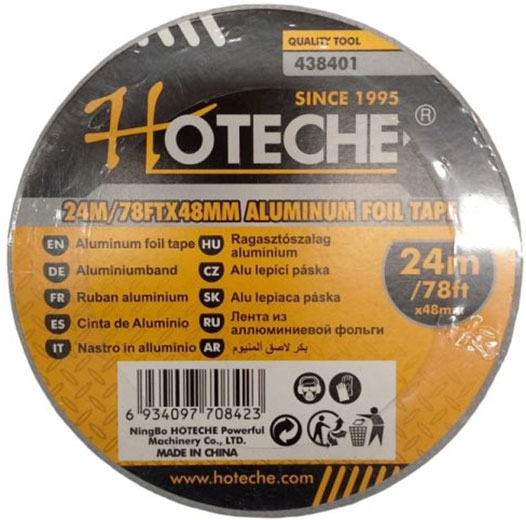 QUALITY TOOL
438401
SINCE 1995
HOTECHE®
24M/78FTX48MM ALUMINUM FOIL TAPE
EN Aluminum foil tape
DE Aluminiumband
FR Ruban aluminium
ES Cinta de Aluminio
IT Nastro in alluminio
HU Ragasztószalag
aluminium
CZ Alu lepicí páska
SK Alu lepiaca páska
RU Лента из
аллюминиевой фольги
AR بكر لاصق ألمنيوم
24m
/78ft
x48mm
6 934097 708423
NingBo HOTECHE Powerful
Machinery Co., LTD.
MADE IN CHINA
www.hoteche.com